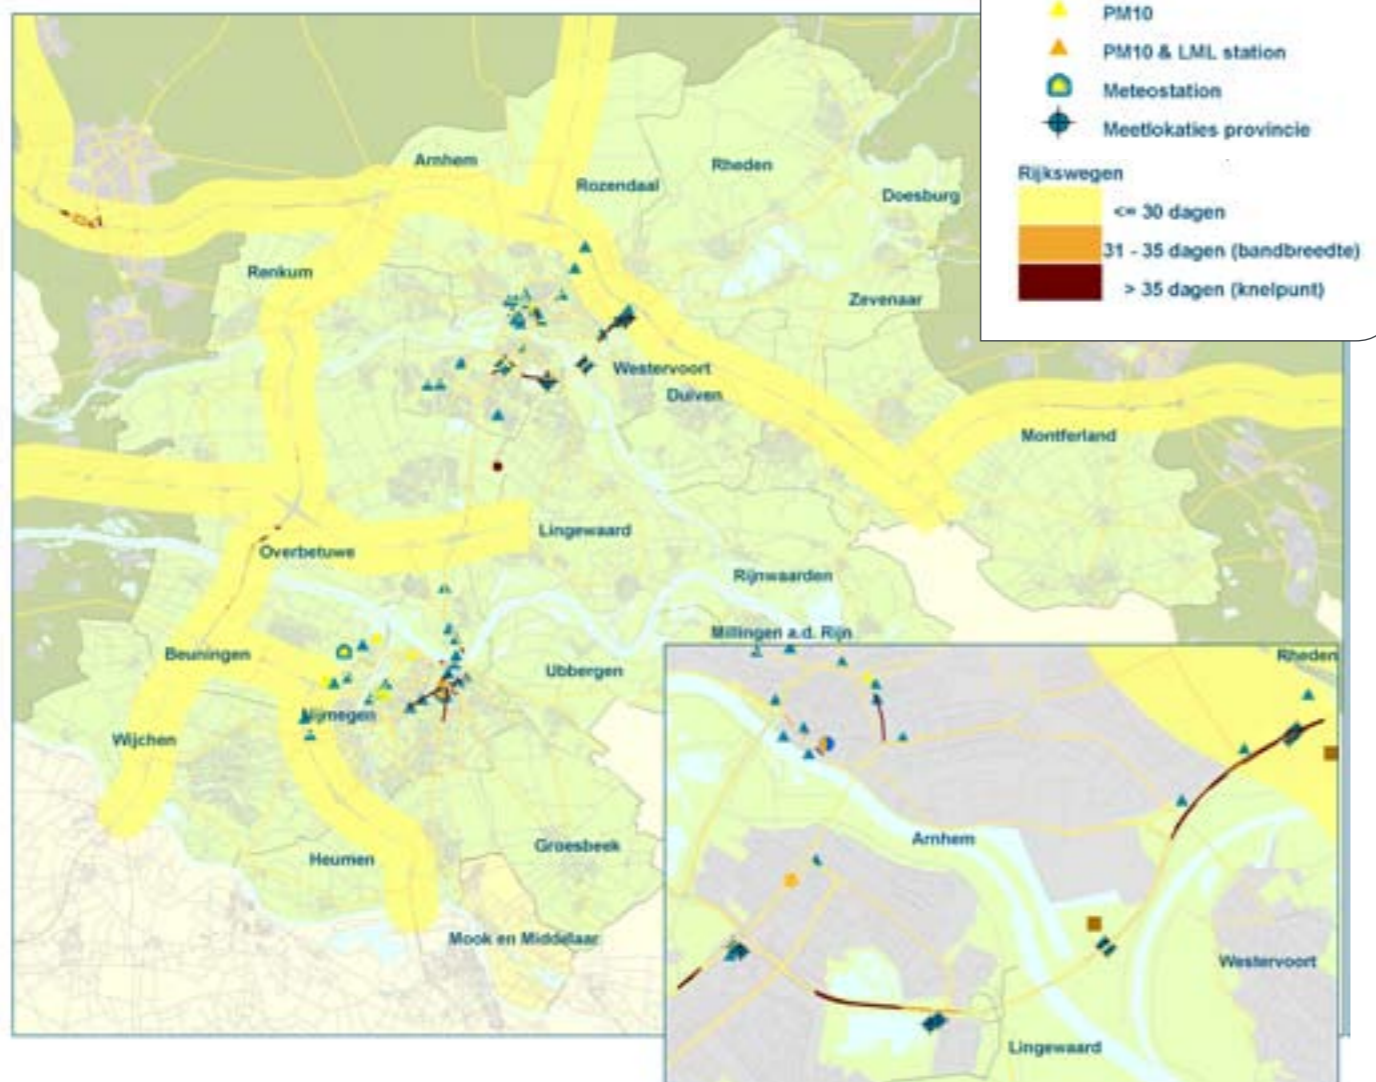 PM10
PM10 & LML station
Meteostation
Meetlokaties provincie
Rijkswegen
<= 30 dagen
31 - 35 dagen (bandbreedte)
> 35 dagen (knelpunt)
Arnhem
Rozendaal
Rheden
Doesburg
Renkum
Zevenaar
Westervoort
Duiven
Montferland
Lingewaard
Overbetuwe
Rijnwaarden
Millingen a.d. Rijn
Beuningen
Ubbergen
Nijmegen
Wijchen
Heumen
Groesbeek
Mook en Middelaar
Rheden
Arnhem
Westervoort
Lingewaard